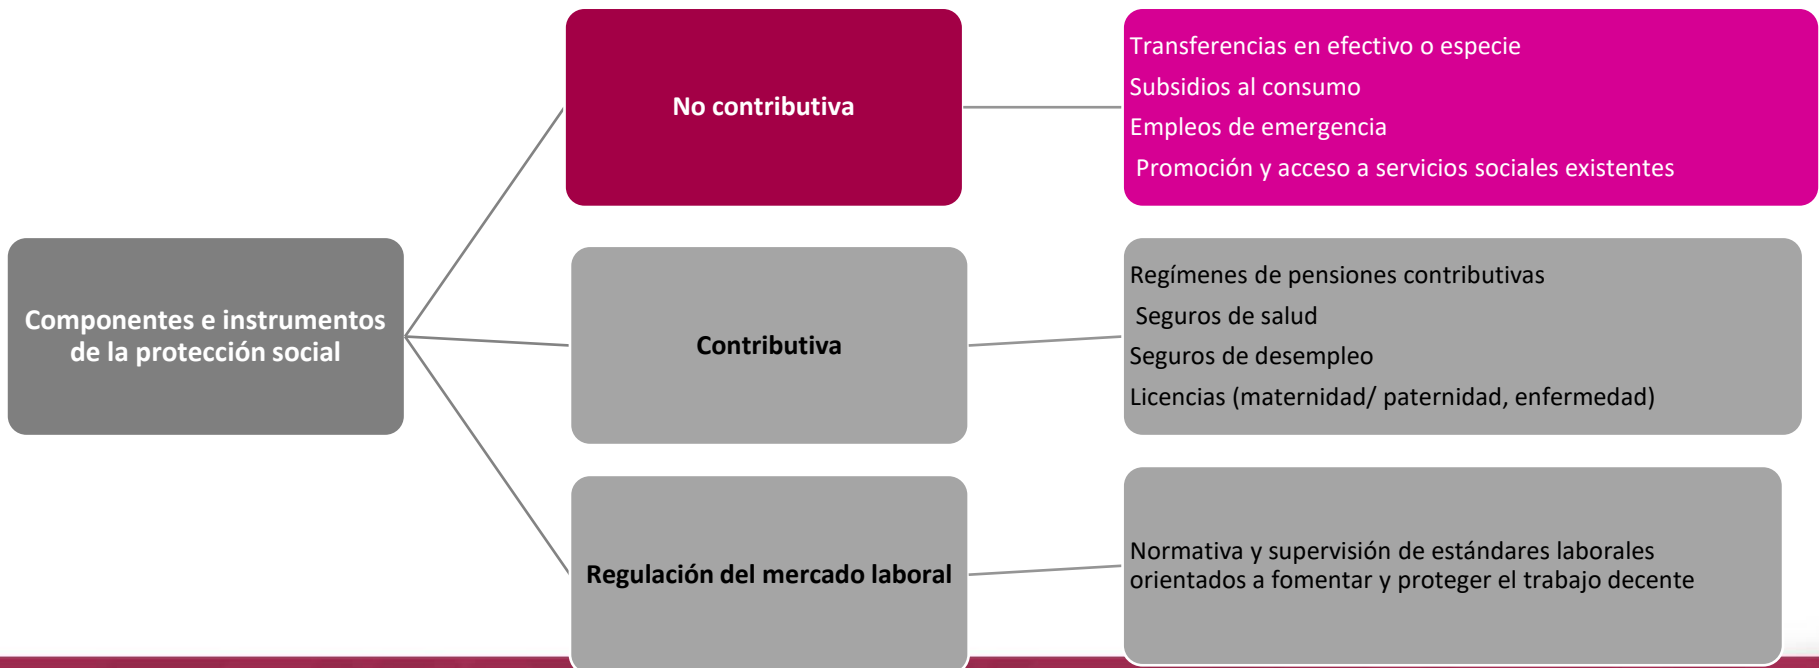 Componentes e instrumentos
de la protección social
No contributiva
Transferencias en efectivo o especie
Subsidios al consumo
Empleos de emergencia
Promoción y acceso a servicios sociales existentes
Contributiva
Regímenes de pensiones contributivas
Seguros de salud
Seguros de desempleo
Licencias (maternidad/ paternidad, enfermedad)
Regulación del mercado laboral
Normativa y supervisión de estándares laborales
orientados a fomentar y proteger el trabajo decente